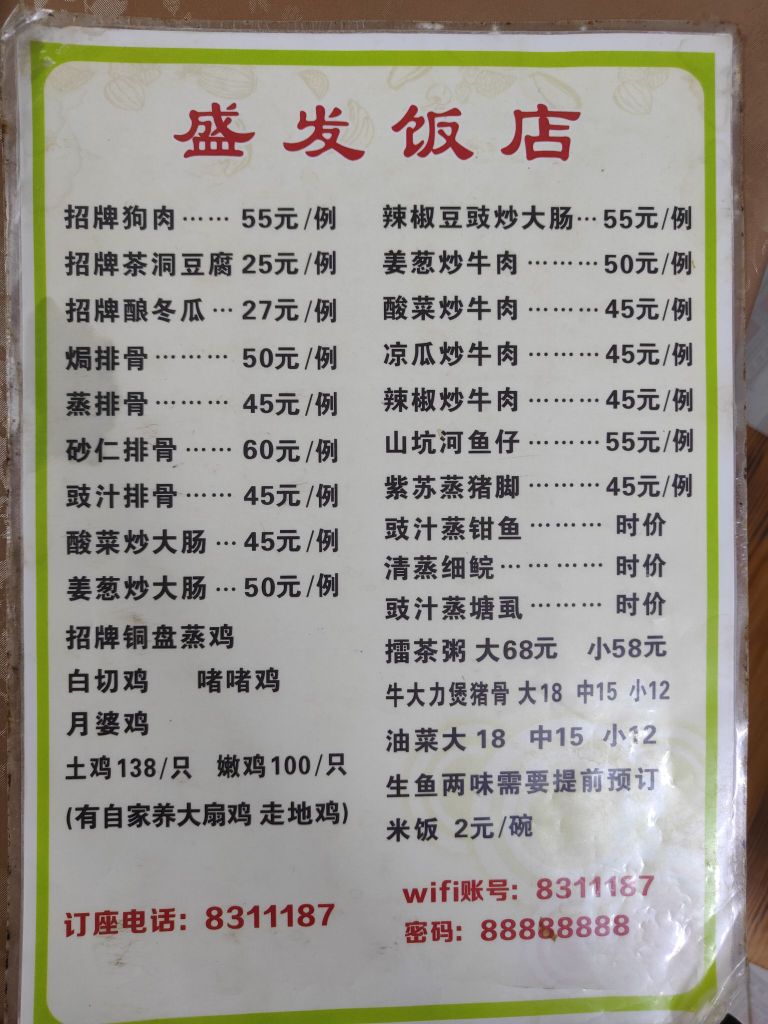 盛发饭店
招牌狗肉…… 55元/例
招牌茶洞豆腐 25元/例
招牌酿冬瓜… 27元/例
焗排骨……… 50元/例
蒸排骨……… 45元/例
砂仁排骨…… 60元/例
豉汁排骨…… 45元/例
酸菜炒大肠… 45元/例
姜葱炒大肠… 50元/例
招牌铜盘蒸鸡
白切鸡 啫啫鸡
月婆鸡
土鸡138/只 嫩鸡100/只
(有自家养大扇鸡 走地鸡)
订座电话: 8311187
辣椒豆豉炒大肠… 55元/例
姜葱炒牛肉……… 50元/例
酸菜炒牛肉……… 45元/例
凉瓜炒牛肉……… 45元/例
辣椒炒牛肉……… 45元/例
山坑河鱼仔……… 55元/例
紫苏蒸猪脚……… 45元/例
豉汁蒸钳鱼……… 时价
清蒸细鲩………… 时价
豉汁蒸塘虱……… 时价
擂茶粥 大68元 小58元
牛大力煲猪骨 大18 中15 小12
油菜大 18 中15 小12
生鱼两味需要提前预订
米饭 2元/碗
wifi账号: 8311187
密码: 88888888